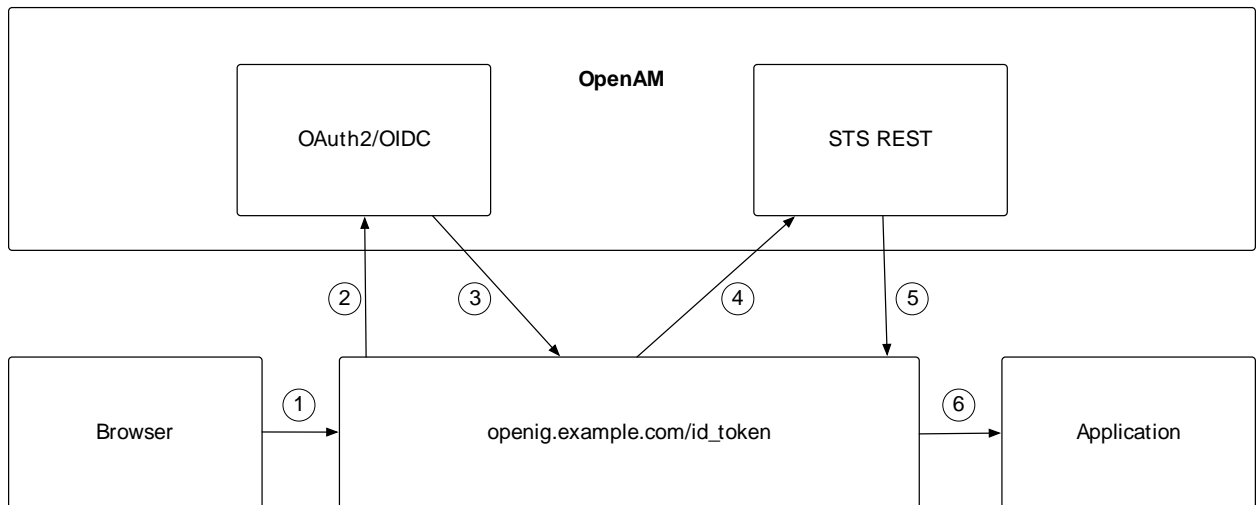 OpenAM
OAuth2/OIDC
STS REST
2
3
4
5
Browser
1
openig.example.com/id_token
6
Application